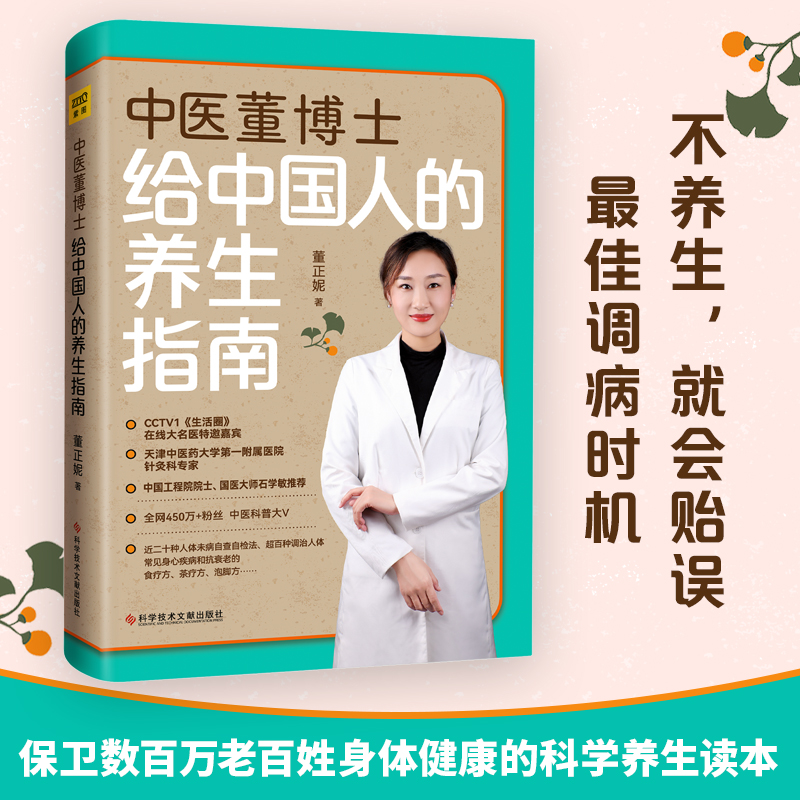 中医董博士
给中国人的
养生
指南
董正妮 著
CCTV1《生活圈》
在线大名医特邀嘉宾
天津中医药大学第一附属医院
针灸科专家
中国工程院院士、国医大师石学敏推荐
全网450万+粉丝 中医科普大V
近二十种人体未病自查自检法、超百种调治人体
常见身心疾病和抗衰老的
食疗方、茶疗方、泡脚方……
科学技术文献出版社
SCIENTIFIC AND TECHNICAL DOCUMENTATION PRESS
紫图
中医董博士 给中国人的养生指南 董正妮 著
科学技术文献出版社
不养生，就会贻误
最佳调病时机
保卫数百万老百姓身体健康的科学养生读本